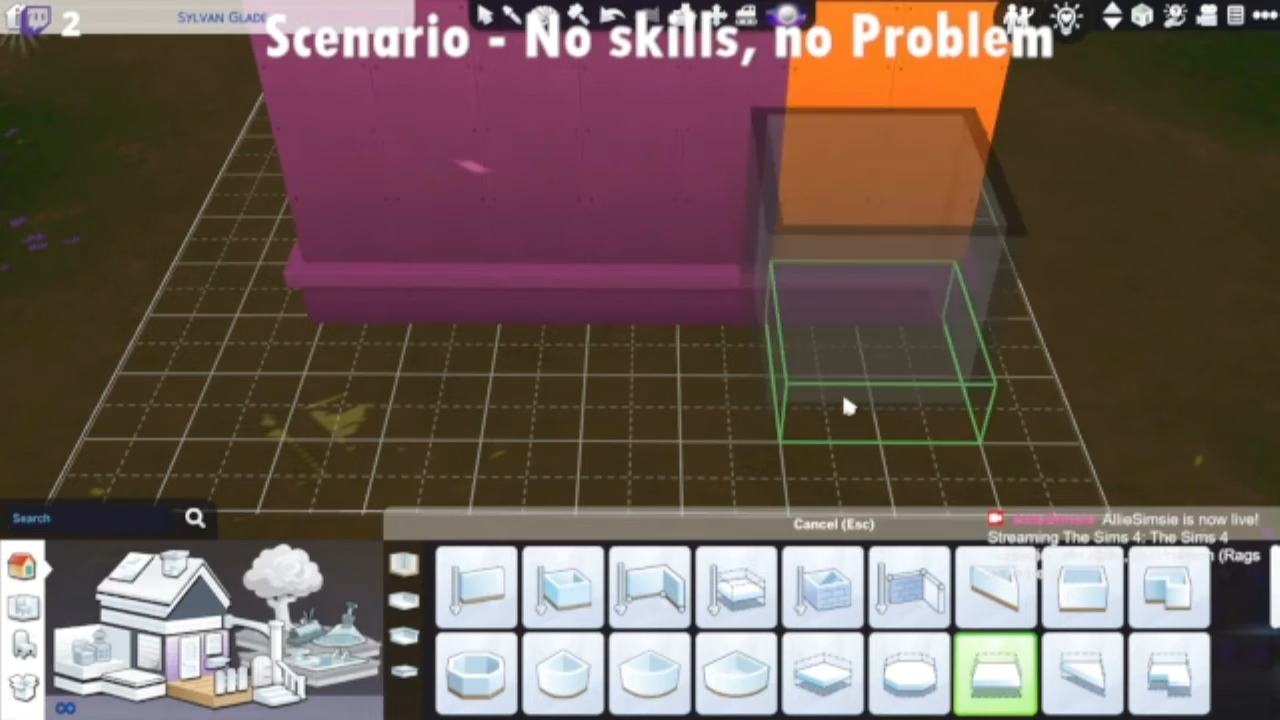 2
SYLVAN GLADE
Scenario - No skills, no Problem
Search
Cancel (Esc)
AllieSimsie is now live!
Streaming The Sims 4: The Sims 4
(Rags